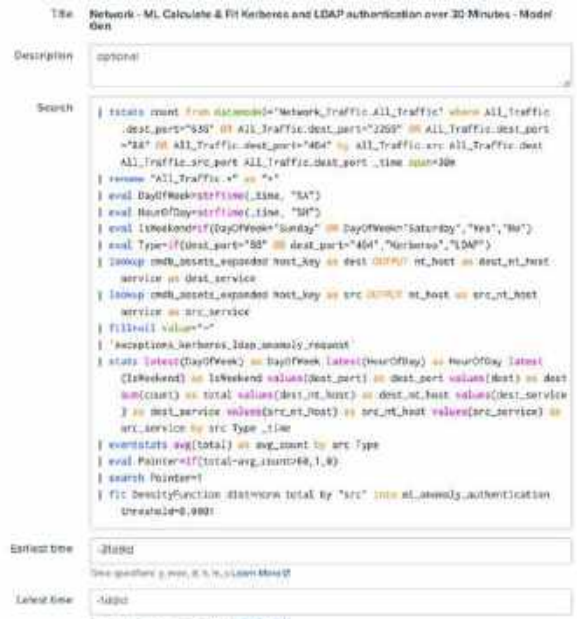 Title
Network - ML Calculate & Fit Kerberos and LDAP authentication over 30 Minutes - Model
Gen
Description
optional
Search
| tstats count from datamodel="Network_Traffic.All_Traffic" where All_Traffic
.dest_port="636" OR All_Traffic.dest_port="3269" OR All_Traffic.dest_port
="88" OR All_Traffic.dest_port="464" by All_Traffic.src All_Traffic.dest
All_Traffic.src_port All_Traffic.dest_port _time span=30m
| rename "All_Traffic.*" as "*"
| eval DayOfWeek=strftime(_time, "%A")
| eval HourOfDay=strftime(_time, "%H")
| eval IsWeekend=if(DayOfWeek="Sunday" OR DayOfWeek="Saturday","Yes","No")
| eval Type=if(dest_port="88" OR dest_port="464","Kerberos","LDAP")
| lookup cmdb_assets_expanded host_key as dest OUTPUT nt_host as dest_nt_host
service as dest_service
| lookup cmdb_assets_expanded host_key as src OUTPUT nt_host as src_nt_host
service as src_service
| fillnull value="-"
| `exceptions_kerberos_ldap_anomaly_request`
| stats latest(DayOfWeek) as DayOfWeek latest(HourOfDay) as HourOfDay latest
(IsWeekend) as IsWeekend values(dest_port) as dest_port values(dest) as dest
sum(count) as total values(dest_nt_host) as dest_nt_host values(dest_service
) as dest_service values(src_nt_host) as src_nt_host values(src_service) as
src_service by src Type _time
| eventstats avg(total) as avg_count by src Type
| eval Pointer=if(total-avg_count>60,1,0)
| search Pointer=1
| fit DensityFunction dist=norm total by "src" into ml_anomaly_authentication
threshold=0.0001
Earliest time
Time specifiers: y, mon, d, h, m, s Learn More
Latest time